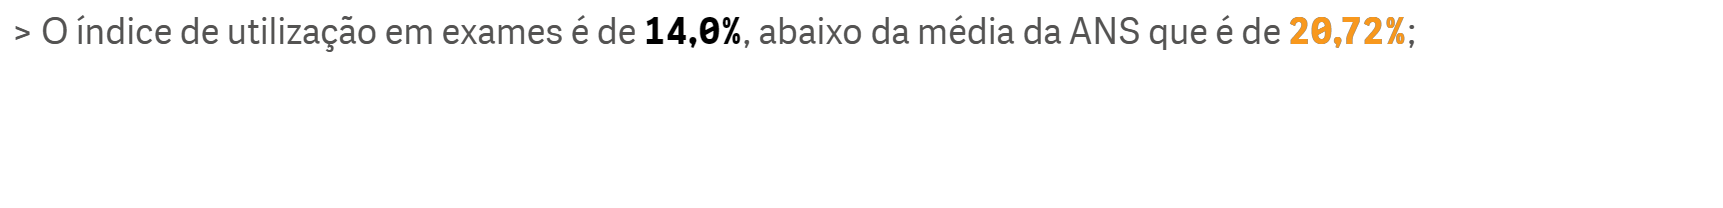 > O índice de utilização em exames é de 14,0%, abaixo da média da ANS que é de 20,72%;